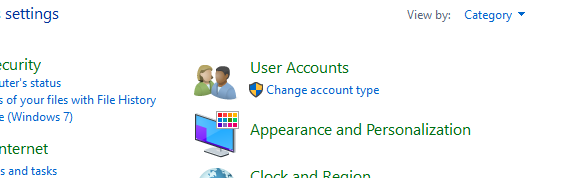 settings
View by: Category
ecurity
uter's status
s of your files with File History
e (Windows 7)
nternet
s and tasks
User Accounts
Change account type
Appearance and Personalization
Clock and Region